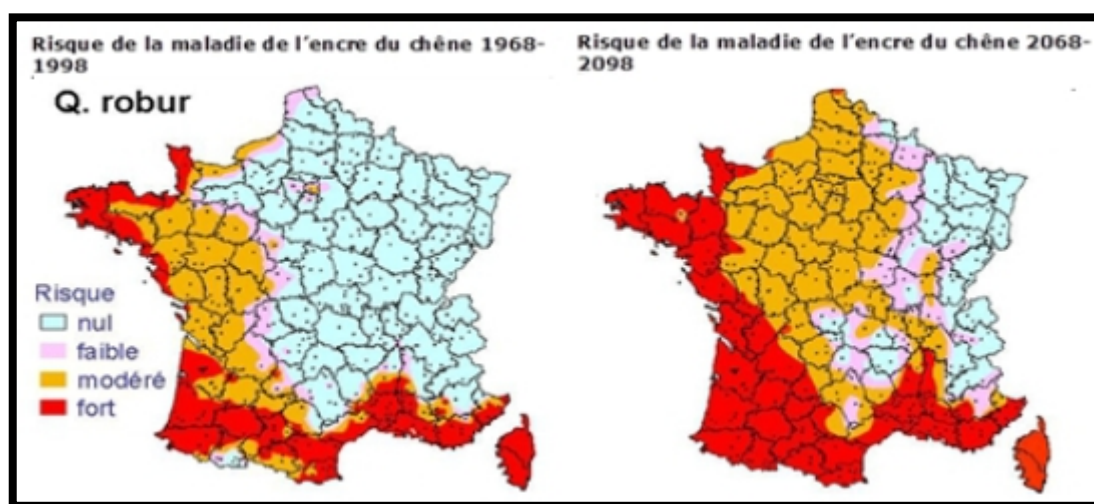 Risque de la maladie de l'encre du chêne 1968-
1998
Q. robur
Risque
nul
faible
modéré
fort
Risque de la maladie de l'encre du chêne 2068-
2098